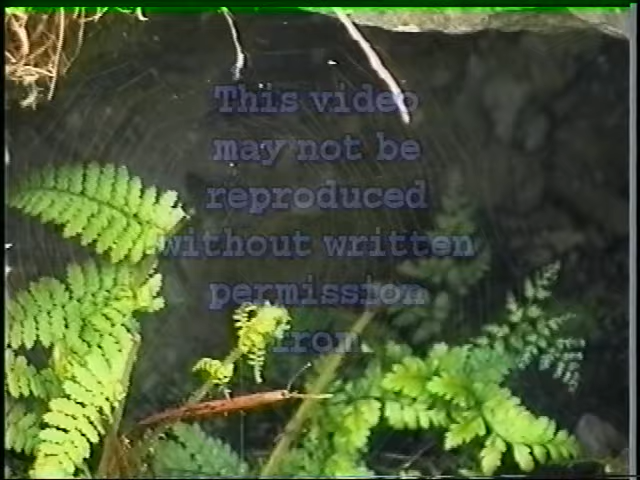 This video
may not be
reproduced
without written
permission
from